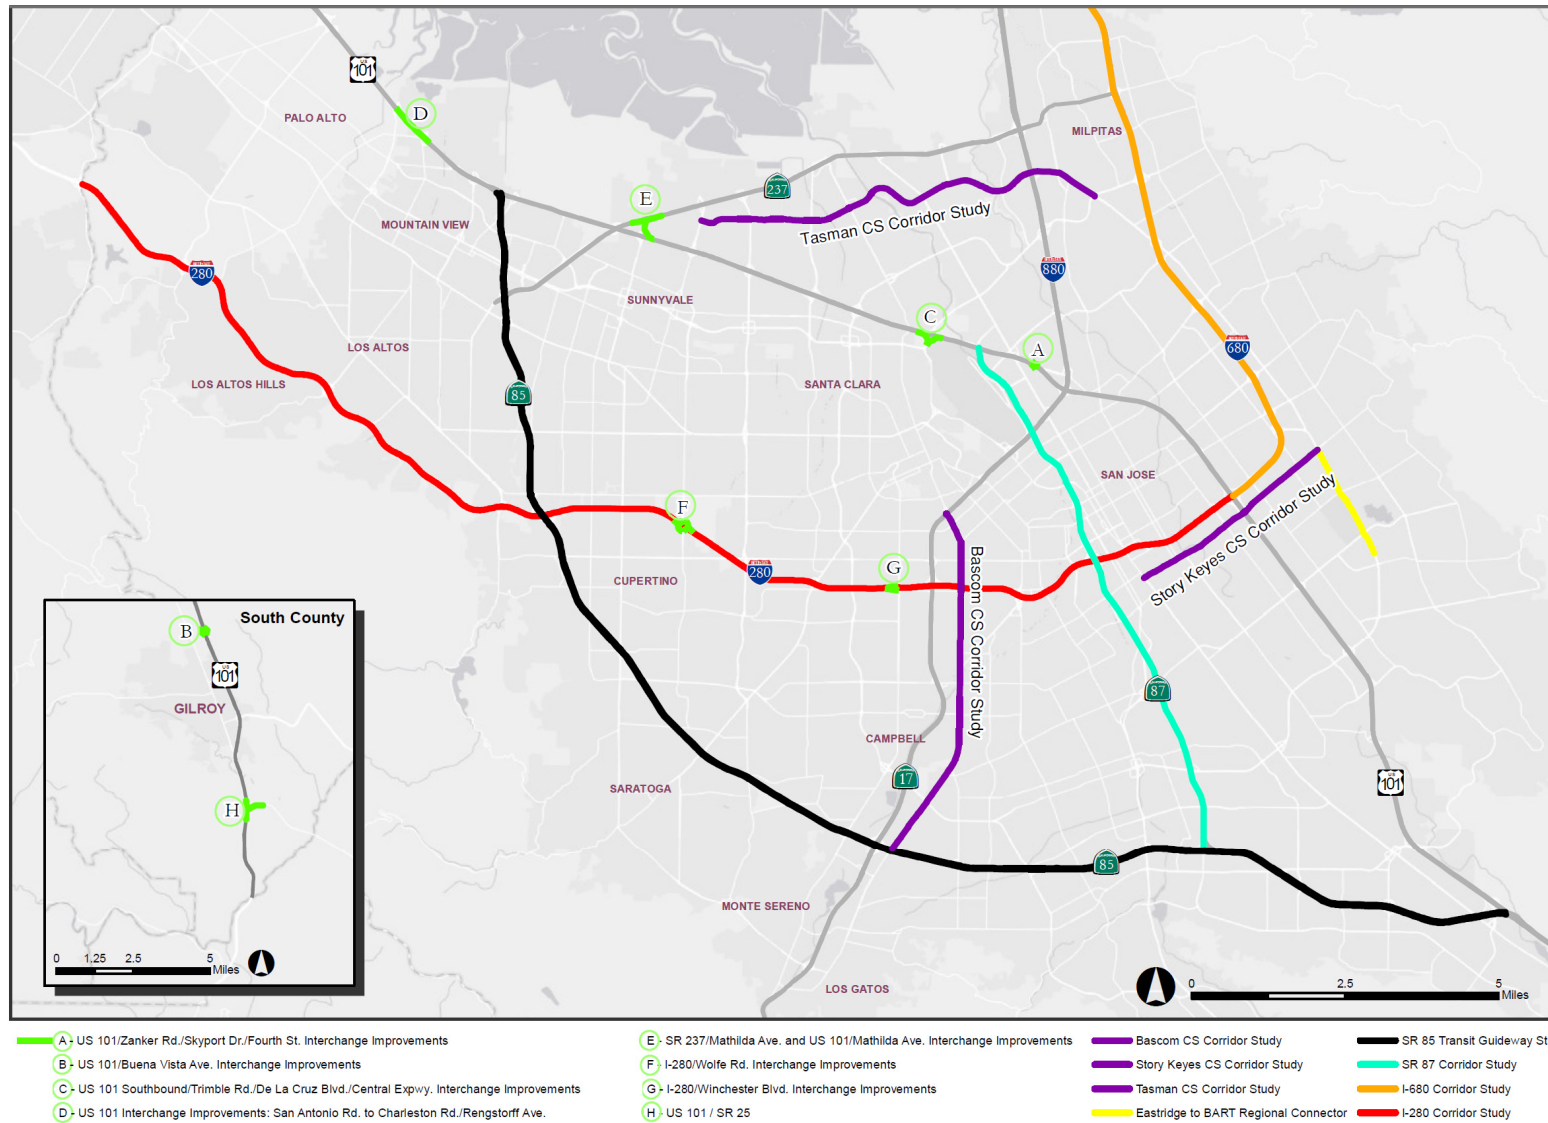 US
101
D
PALO ALTO
MILPITAS
237
E
MOUNTAIN VIEW
Tasman CS Corridor Study
280
880
SUNNYVALE
C
A
680
LOS ALTOS
LOS ALTOS HILLS
SANTA CLARA
85
SAN JOSE
F
Story Keyes CS Corridor Study
280
G
CUPERTINO
Bascom CS Corridor Study
South County
B
US
101
GILROY
87
CAMPBELL
17
US
101
SARATOGA
H
85
MONTE SERENO
0 1.25 2.5 5
Miles
LOS GATOS
0 2.5 5
Miles
A - US 101/Zanker Rd./Skyport Dr./Fourth St. Interchange Improvements
B - US 101/Buena Vista Ave. Interchange Improvements
C - US 101 Southbound/Trimble Rd./De La Cruz Blvd./Central Expwy. Interchange Improvements
D - US 101 Interchange Improvements: San Antonio Rd. to Charleston Rd./Rengstorff Ave.
E - SR 237/Mathilda Ave. and US 101/Mathilda Ave. Interchange Improvements
F - I-280/Wolfe Rd. Interchange Improvements
G - I-280/Winchester Blvd. Interchange Improvements
H - US 101 / SR 25
Bascom CS Corridor Study
Story Keyes CS Corridor Study
Tasman CS Corridor Study
Eastridge to BART Regional Connector
SR 85 Transit Guideway St
SR 87 Corridor Study
I-680 Corridor Study
I-280 Corridor Study